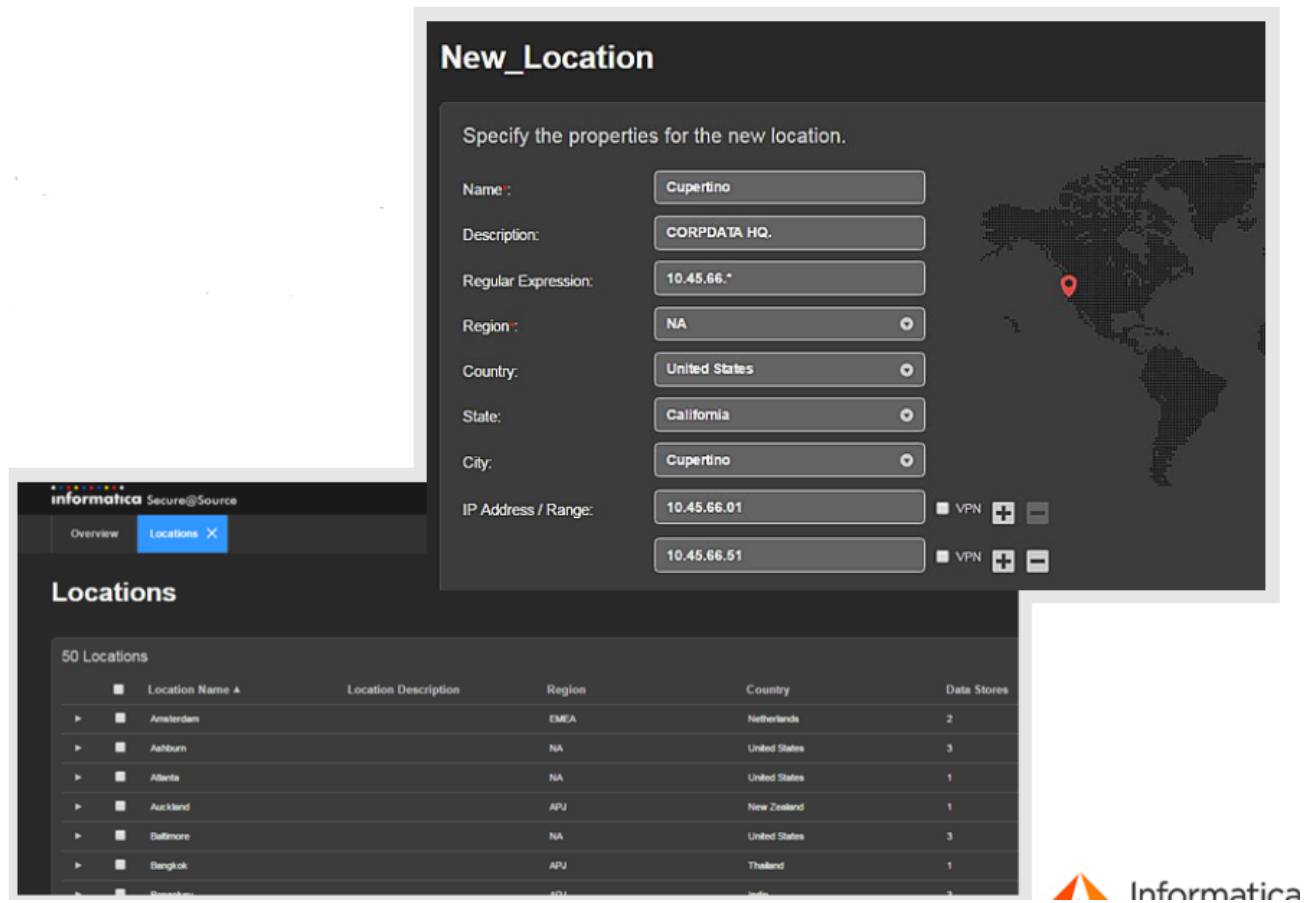 New_Location
Specify the properties for the new location.
Name*: Cupertino
Description: CORPDATA HQ.
Regular Expression: 10.45.66.*
Region*: NA
Country: United States
State: California
City: Cupertino
IP Address / Range: 10.45.66.01 VPN
10.45.66.51 VPN
informatica Secure@Source
Overview Locations
Locations
50 Locations
Location Name Location Description Region Country Data Stores
Amsterdam EMEA Netherlands 2
Ashburn NA United States 3
Atlanta NA United States 1
Auckland APJ New Zealand 1
Baltimore NA United States 3
Bangkok APJ Thailand 1
Informatica